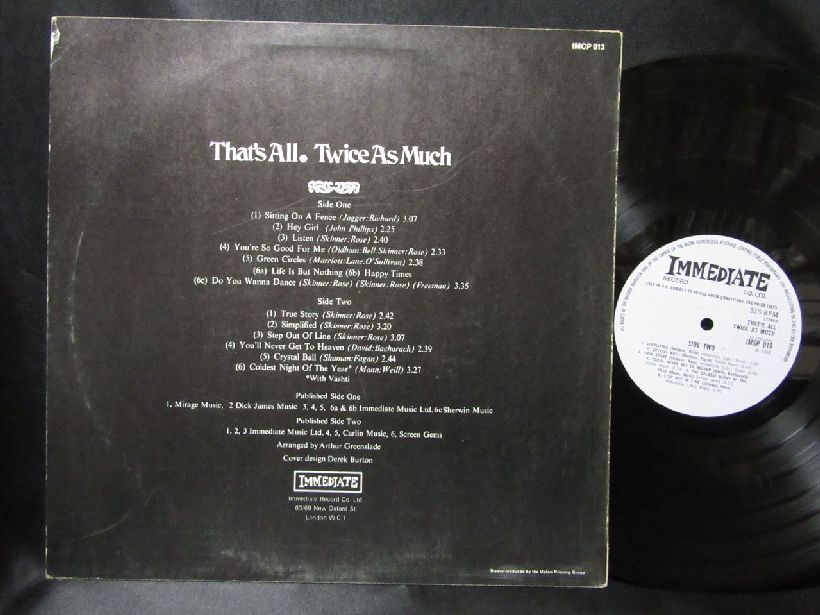 IMCP 013
That's All. Twice As Much
Side One
(1) Sitting On A Fence (Jagger:Richard) 3.07
(2) Hey Girl (John Phillips) 2.25
(3) Listen (Skinner:Rose) 2.40
(4) You're So Good For Me (Oldham:Bell:Skinner:Rose) 2.33
(5) Green Circles (Marriott:Lane:O'Sullivan) 2.38
(6a) Life Is But Nothing (6b) Happy Times
(6c) Do You Wanna Dance (Skinner:Rose) (Skinner:Rose) (Freeman) 3.35
Side Two
(1) True Story (Skinner:Rose) 2.42
(2) Simplified (Skinner:Rose) 3.20
(3) Step Out Of Line (Skinner:Rose) 3.07
(4) You'll Never Get To Heaven (David:Bachurach) 2.39
(5) Crystal Ball (Shuman:Fagan) 2.44
(6) Coldest Night Of The Year* (Mann:Weill) 3.27
*With Vashti
Published Side One
1. Mirage Music, 2 Dick James Music 3, 4, 5, 6a & 6b Immediate Music Ltd. 6c Sherwin Music
Published Side Two
1, 2, 3 Immediate Music Ltd. 4, 5, Carlin Music, 6, Screen Gems
Arranged by Arthur Greenslade
Cover design Derek Burton
IMMEDIATE
Immediate Record Co. Ltd
63/69 New Oxford St
London W.C.1
IMMEDIATE
RECORD CO. LTD.
33⅓ RPM
THAT'S ALL
TWICE AS MUCH
SIDE TWO